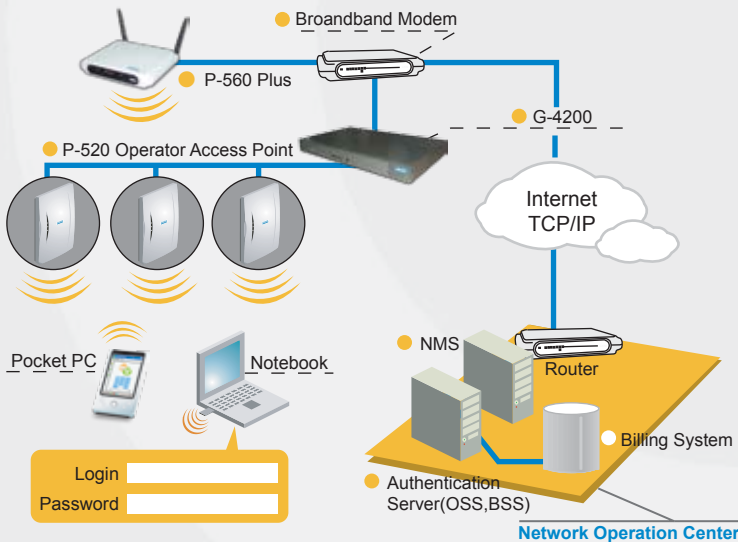 Broandband Modem
P-560 Plus
G-4200
P-520 Operator Access Point
Internet
TCP/IP
NMS
Router
Pocket PC
Notebook
Billing System
Login
Password
Authentication
Server(OSS,BSS)
Network Operation Center